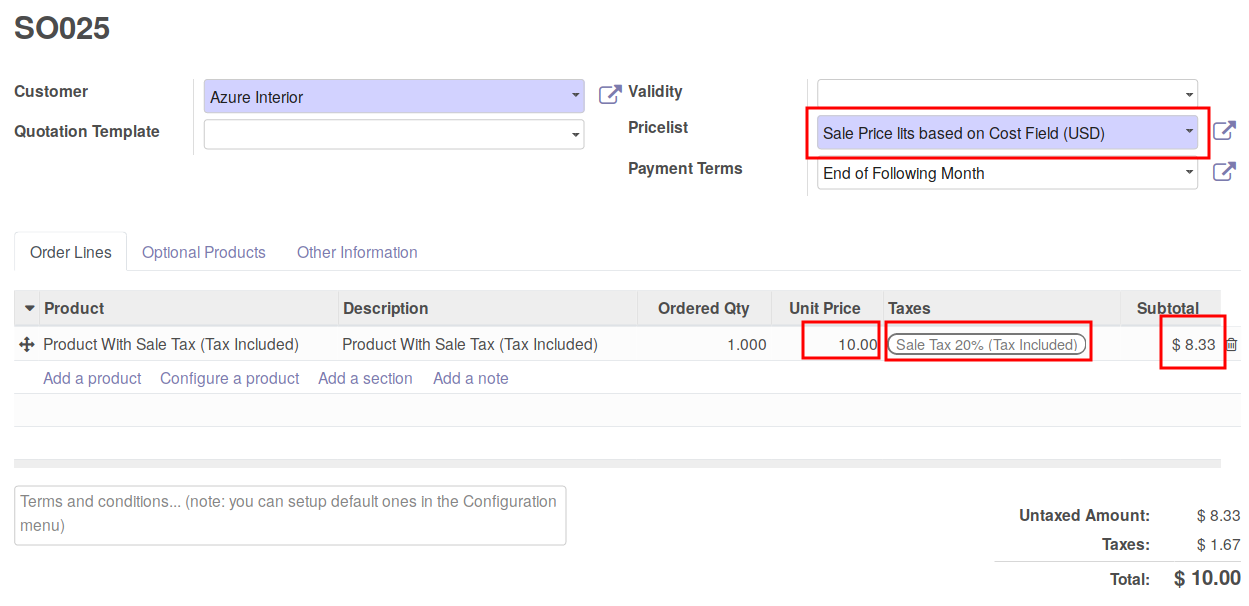 SO025
Customer
Azure Interior
Quotation Template
Validity
Pricelist
Sale Price lits based on Cost Field (USD)
Payment Terms
End of Following Month
Order Lines
Optional Products
Other Information
Product Description Ordered Qty Unit Price Taxes Subtotal
Product With Sale Tax (Tax Included) Product With Sale Tax (Tax Included) 1.000 10.00 Sale Tax 20% (Tax Included) $ 8.33
Add a product Configure a product Add a section Add a note
Terms and conditions... (note: you can setup default ones in the Configuration
menu)
Untaxed Amount: $ 8.33
Taxes: $ 1.67
Total: $ 10.00